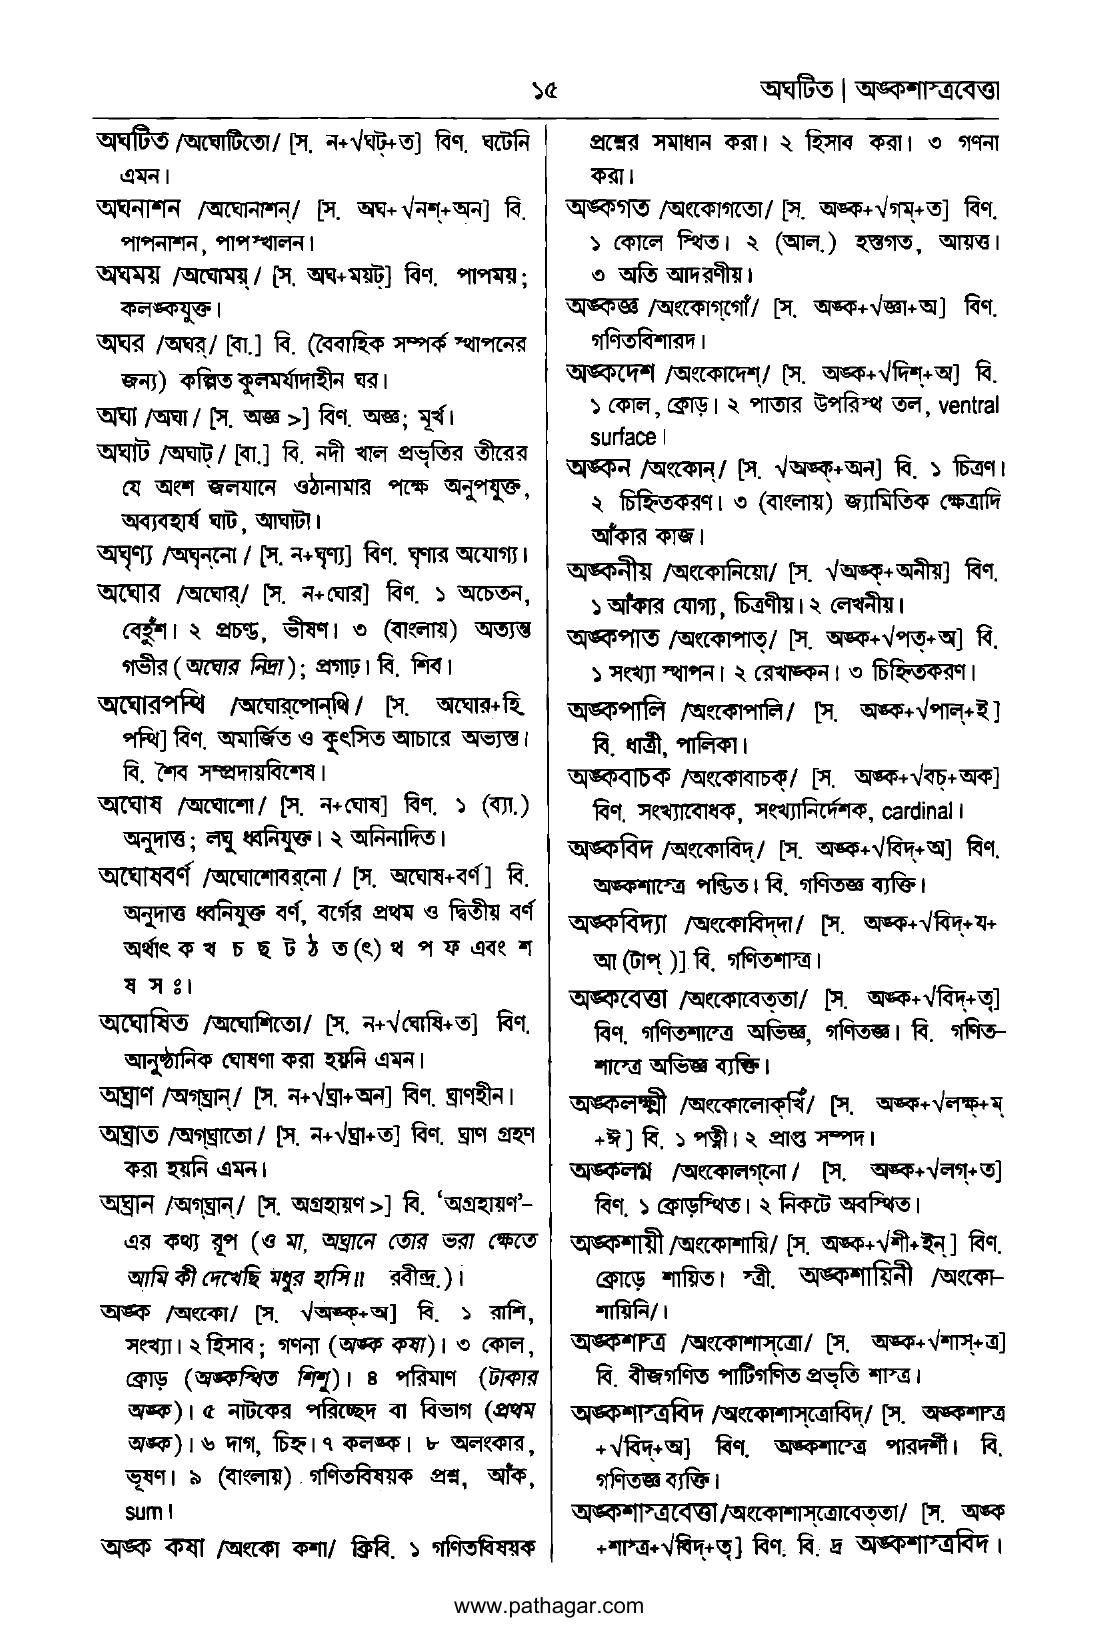 ১৫
অঘটিত | অঙ্কশাস্ত্রবেত্তা
অঘটিত /অঘোটিতো/ [স. ন+√ঘট্+ত] বিণ. ঘটেনি
এমন।
অঘনাশন /অঘোনাশন্/ [স. অঘ+√নশ্+অন] বি.
পাপনাশন, পাপস্খালন।
অঘময় /অঘোময়্/ [স. অঘ+ময়ট্] বিণ. পাপময়;
কলঙ্কযুক্ত।
অঘর /অঘর্/ [বা.] বি. (বৈবাহিক সম্পর্ক স্থাপনের
জন্য) কল্পিত কুলমর্যাদাহীন ঘর।
অঘা /অঘা/ [স. অজ্ঞ >] বিণ. অজ্ঞ; মূর্খ।
অঘাট /অঘাট্/ [বা.] বি. নদী খাল প্রভৃতির তীরের
যে অংশ জলযানে ওঠানামার পক্ষে অনুপযুক্ত,
অব্যবহার্য ঘাট, আঘাটা।
অঘৃণ্য /অঘৃন্‌নো/ [স. ন+ঘৃণ্য] বিণ. ঘৃণার অযোগ্য।
অঘোর /অঘোর্/ [স. ন+ঘোর] বিণ. ১ অচেতন,
বেহুঁশ। ২ প্রচণ্ড, ভীষণ। ৩ (বাংলায়) অত্যন্ত
গভীর (অঘোর নিদ্রা); প্রগাঢ়। বি. শিব।
অঘোরপন্থি /অঘোর্‌পোন্‌থি/ [স. অঘোর+হি.
পন্থি] বিণ. অমার্জিত ও কুৎসিত আচারে অভ্যস্ত।
বি. শৈব সম্প্রদায়বিশেষ।
অঘোষ /অঘোশো/ [স. ন+ঘোষ] বিণ. ১ (ব্যা.)
অনুদাত্ত; লঘু ধ্বনিযুক্ত। ২ অনিনাদিত।
অঘোষবর্ণ /অঘোশোবর্‌নো/ [স. অঘোষ+বর্ণ] বি.
অনুদাত্ত ধ্বনিযুক্ত বর্ণ, বর্গের প্রথম ও দ্বিতীয় বর্ণ
অর্থাৎ ক খ চ ছ ট ঠ ত(ৎ) থ প ফ এবং শ
ষ স ঃ।
অঘোষিত /অঘোশিতো/ [স. ন+√ঘোষি+ত] বিণ.
আনুষ্ঠানিক ঘোষণা করা হয়নি এমন।
অঘ্রাণ /অগ্‌ঘ্রান্/ [স. ন+√ঘ্রা+অন] বিণ. ঘ্রাণহীন।
অঘ্রাত /অগ্‌ঘ্রাতো/ [স. ন+√ঘ্রা+ত] বিণ. ঘ্রাণ গ্রহণ
করা হয়নি এমন।
অঘ্রান /অগ্‌ঘ্রান্/ [স. অগ্রহায়ণ >] বি. ‘অগ্রহায়ণ’-
এর কথ্য রূপ (ও মা, অঘ্রানে তোর ভরা ক্ষেতে
আমি কী দেখেছি মধুর হাসি॥ রবীন্দ্র.)।
অঙ্ক /অংকো/ [স. √অঙ্ক্+অ] বি. ১ রাশি,
সংখ্যা। ২ হিসাব; গণনা (অঙ্ক কষা)। ৩ কোল,
ক্রোড় (অঙ্কস্থিত শিশু)। ৪ পরিমাণ (টাকার
অঙ্ক)। ৫ নাটকের পরিচ্ছেদ বা বিভাগ (প্রথম
অঙ্ক)। ৬ দাগ, চিহ্ন। ৭ কলঙ্ক। ৮ অলংকার,
ভূষণ। ৯ (বাংলায়) গণিতবিষয়ক প্রশ্ন, আঁক,
sum।
অঙ্ক কষা /অংকো কশা/ ক্রিবি. ১ গণিতবিষয়ক
প্রশ্নের সমাধান করা। ২ হিসাব করা। ৩ গণনা
করা।
অঙ্কগত /অংকোগতো/ [স. অঙ্ক+√গম্+ত] বিণ.
১ কোলে স্থিত। ২ (আল.) হস্তগত, আয়ত্ত।
৩ অতি আদরণীয়।
অঙ্কজ্ঞ /অংকোগ্‌গোঁ/ [স. অঙ্ক+√জ্ঞা+অ] বিণ.
গণিতবিশারদ।
অঙ্কদেশ /অংকোদেশ্/ [স. অঙ্ক+√দিশ্+অ] বি.
১ কোল, ক্রোড়। ২ পাতার উপরিস্থ তল, ventral
surface।
অঙ্কন /অংকোন্/ [স. √অঙ্ক্+অন] বি. ১ চিত্রণ।
২ চিহ্নিতকরণ। ৩ (বাংলায়) জ্যামিতিক ক্ষেত্রাদি
আঁকার কাজ।
অঙ্কনীয় /অংকোনিয়ো/ [স. √অঙ্ক্+অনীয়] বিণ.
১ আঁকার যোগ্য, চিত্রণীয়। ২ লেখনীয়।
অঙ্কপাত /অংকোপাত্/ [স. অঙ্ক+√পত্+অ] বি.
১ সংখ্যা স্থাপন। ২ রেখাঙ্কন। ৩ চিহ্নিতকরণ।
অঙ্কপালি /অংকোপালি/ [স. অঙ্ক+√পাল্+ই]
বি. ধাত্রী, পালিকা।
অঙ্কবাচক /অংকোবাচক্/ [স. অঙ্ক+√বচ্+অক]
বিণ. সংখ্যাবোধক, সংখ্যানির্দেশক, cardinal।
অঙ্কবিদ /অংকোবিদ্/ [স. অঙ্ক+√বিদ্+অ] বিণ.
অঙ্কশাস্ত্রে পণ্ডিত। বি. গণিতজ্ঞ ব্যক্তি।
অঙ্কবিদ্যা /অংকোবিদ্‌দা/ [স. অঙ্ক+√বিদ্+য+
আ (টাপ্ )] বি. গণিতশাস্ত্র।
অঙ্কবেত্তা /অংকোবেত্‌তা/ [স. অঙ্ক+√বিদ্+তৃ]
বিণ. গণিতশাস্ত্রে অভিজ্ঞ, গণিতজ্ঞ। বি. গণিত-
শাস্ত্রে অভিজ্ঞ ব্যক্তি।
অঙ্কলক্ষ্মী /অংকোলোক্‌খিঁ/ [স. অঙ্ক+√লক্ষ্+ম্
+ঈ] বি. ১ পত্নী। ২ প্রাপ্ত সম্পদ।
অঙ্কলগ্ন /অংকোলগ্‌নো/ [স. অঙ্ক+√লগ্+ত]
বিণ. ১ ক্রোড়স্থিত। ২ নিকটে অবস্থিত।
অঙ্কশায়ী /অংকোশায়ি/ [স. অঙ্ক+√শী+ইন্] বিণ.
ক্রোড়ে শায়িত। স্ত্রী. অঙ্কশায়িনী /অংকো-
শায়িনি/।
অঙ্কশাস্ত্র /অংকোশাস্‌ত্রো/ [স. অঙ্ক+√শাস্+ত্র]
বি. বীজগণিত পাটিগণিত প্রভৃতি শাস্ত্র।
অঙ্কশাস্ত্রবিদ /অংকোশাস্‌ত্রোবিদ্/ [স. অঙ্কশাস্ত্র
+√বিদ্+অ] বিণ. অঙ্কশাস্ত্রে পারদর্শী। বি.
গণিতজ্ঞ ব্যক্তি।
অঙ্কশাস্ত্রবেত্তা /অংকোশাস্‌ত্রোবেত্‌তা/ [স. অঙ্ক
+শাস্ত্র+√বিদ্+তৃ] বিণ. বি. দ্র অঙ্কশাস্ত্রবিদ।
www.pathagar.com